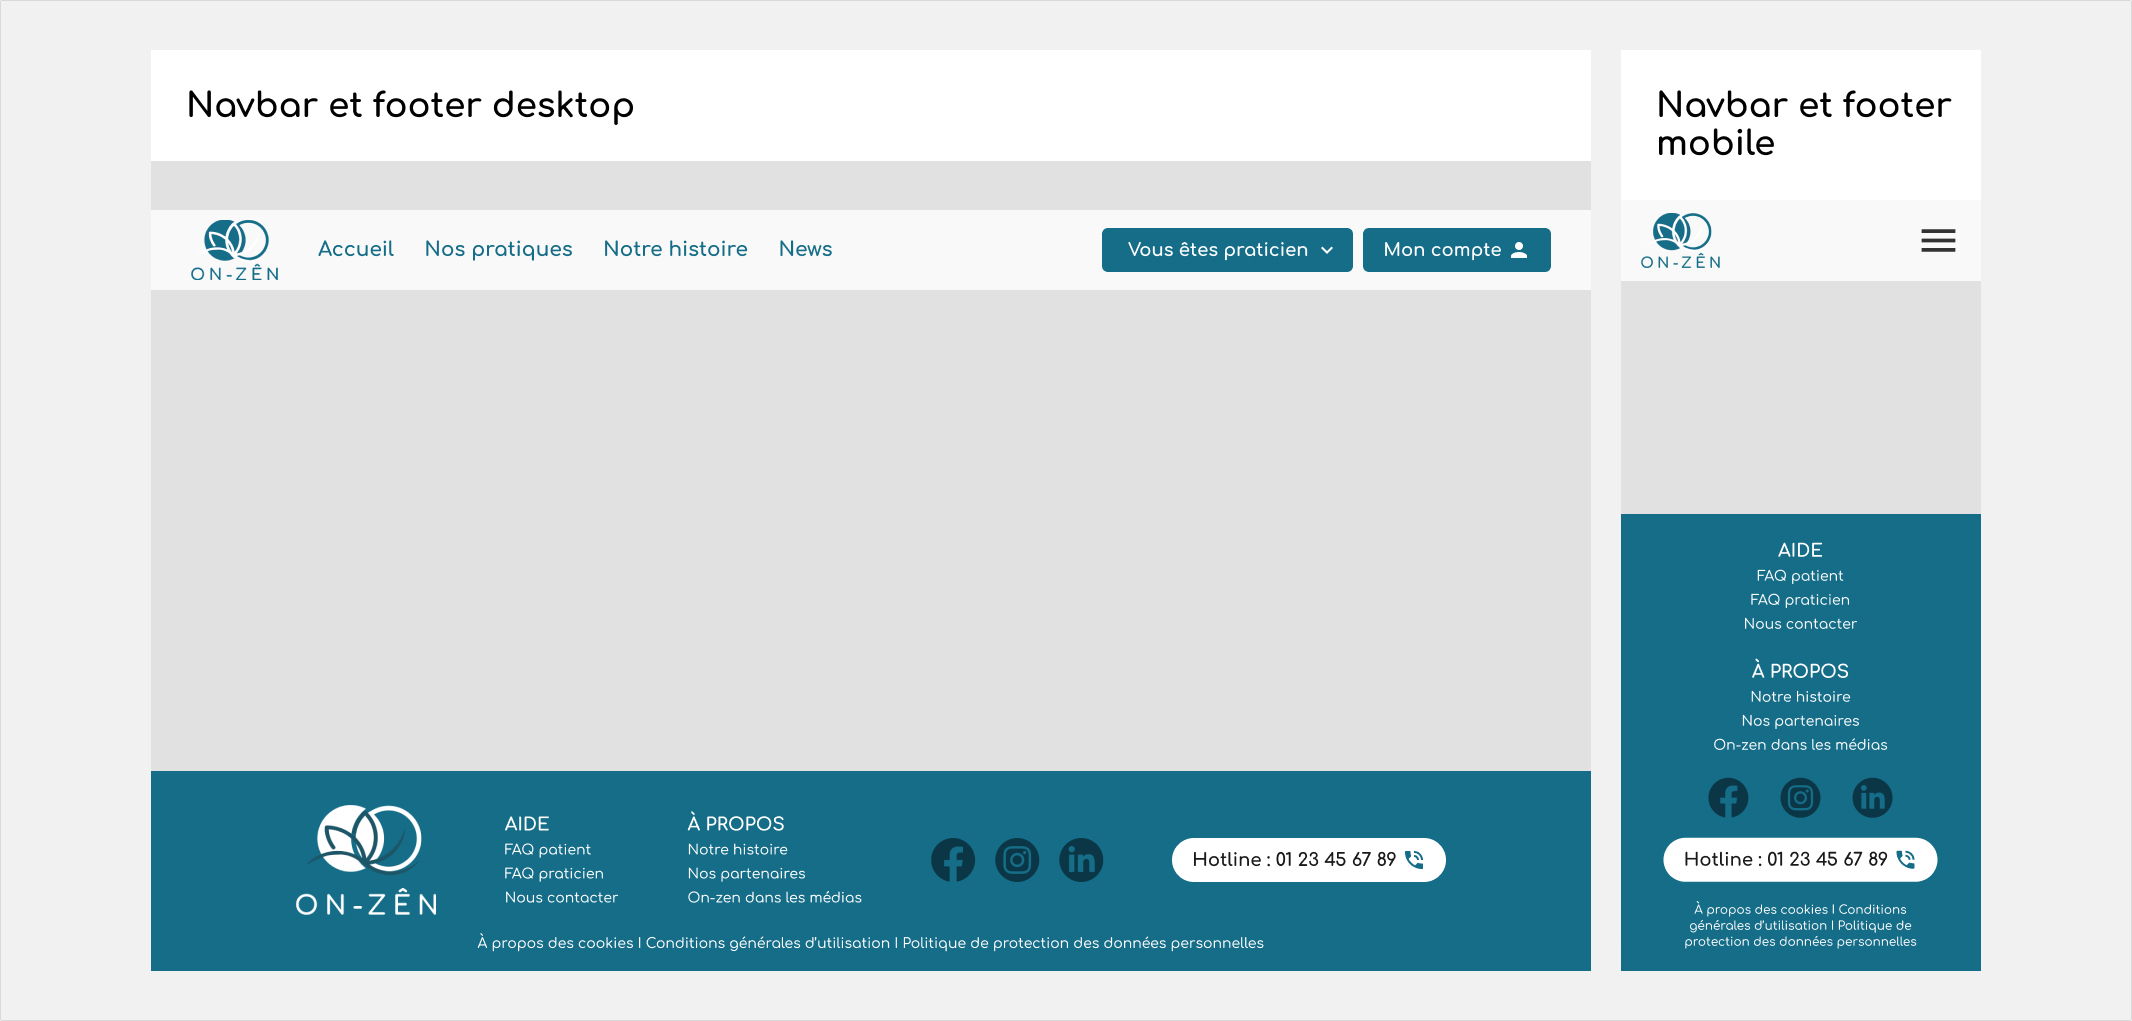 Navbar et footer desktop
ON-ZÊN
Accueil
Nos pratiques
Notre histoire
News
Vous êtes praticien
Mon compte
ON-ZÊN
AIDE
FAQ patient
FAQ praticien
Nous contacter
À PROPOS
Notre histoire
Nos partenaires
On-zen dans les médias
Hotline : 01 23 45 67 89
À propos des cookies I Conditions générales d'utilisation I Politique de protection des données personnelles
Navbar et footer
mobile
ON-ZÊN
AIDE
FAQ patient
FAQ praticien
Nous contacter
À PROPOS
Notre histoire
Nos partenaires
On-zen dans les médias
Hotline : 01 23 45 67 89
À propos des cookies I Conditions
générales d'utilisation I Politique de
protection des données personnelles